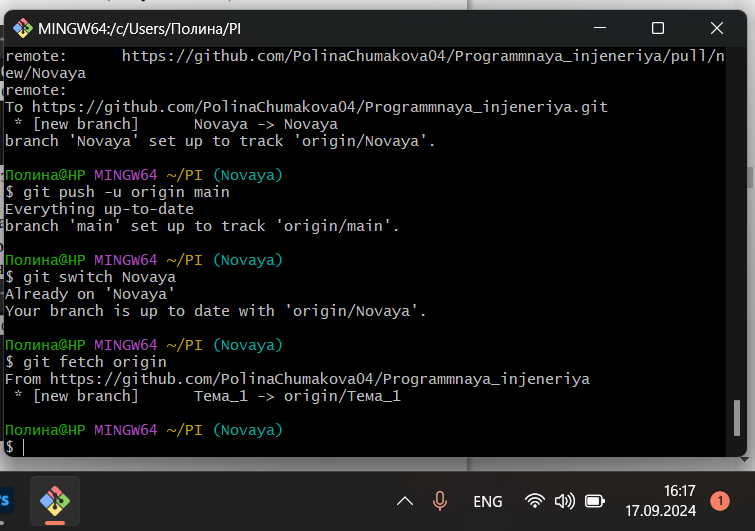 MINGW64:/c/Users/Полина/PI
remote:      https://github.com/PolinaChumakova04/Programmnaya_injeneriya/pull/n
ew/Novaya
remote:
To https://github.com/PolinaChumakova04/Programmnaya_injeneriya.git
 * [new branch]      Novaya -> Novaya
branch 'Novaya' set up to track 'origin/Novaya'.
Полина@HP MINGW64 ~/PI (Novaya)
$ git push -u origin main
Everything up-to-date
branch 'main' set up to track 'origin/main'.
Полина@HP MINGW64 ~/PI (Novaya)
$ git switch Novaya
Already on 'Novaya'
Your branch is up to date with 'origin/Novaya'.
Полина@HP MINGW64 ~/PI (Novaya)
$ git fetch origin
From https://github.com/PolinaChumakova04/Programmnaya_injeneriya
 * [new branch]      Тема_1 -> origin/Тема_1
Полина@HP MINGW64 ~/PI (Novaya)
$
ENG
16:17
17.09.2024
1